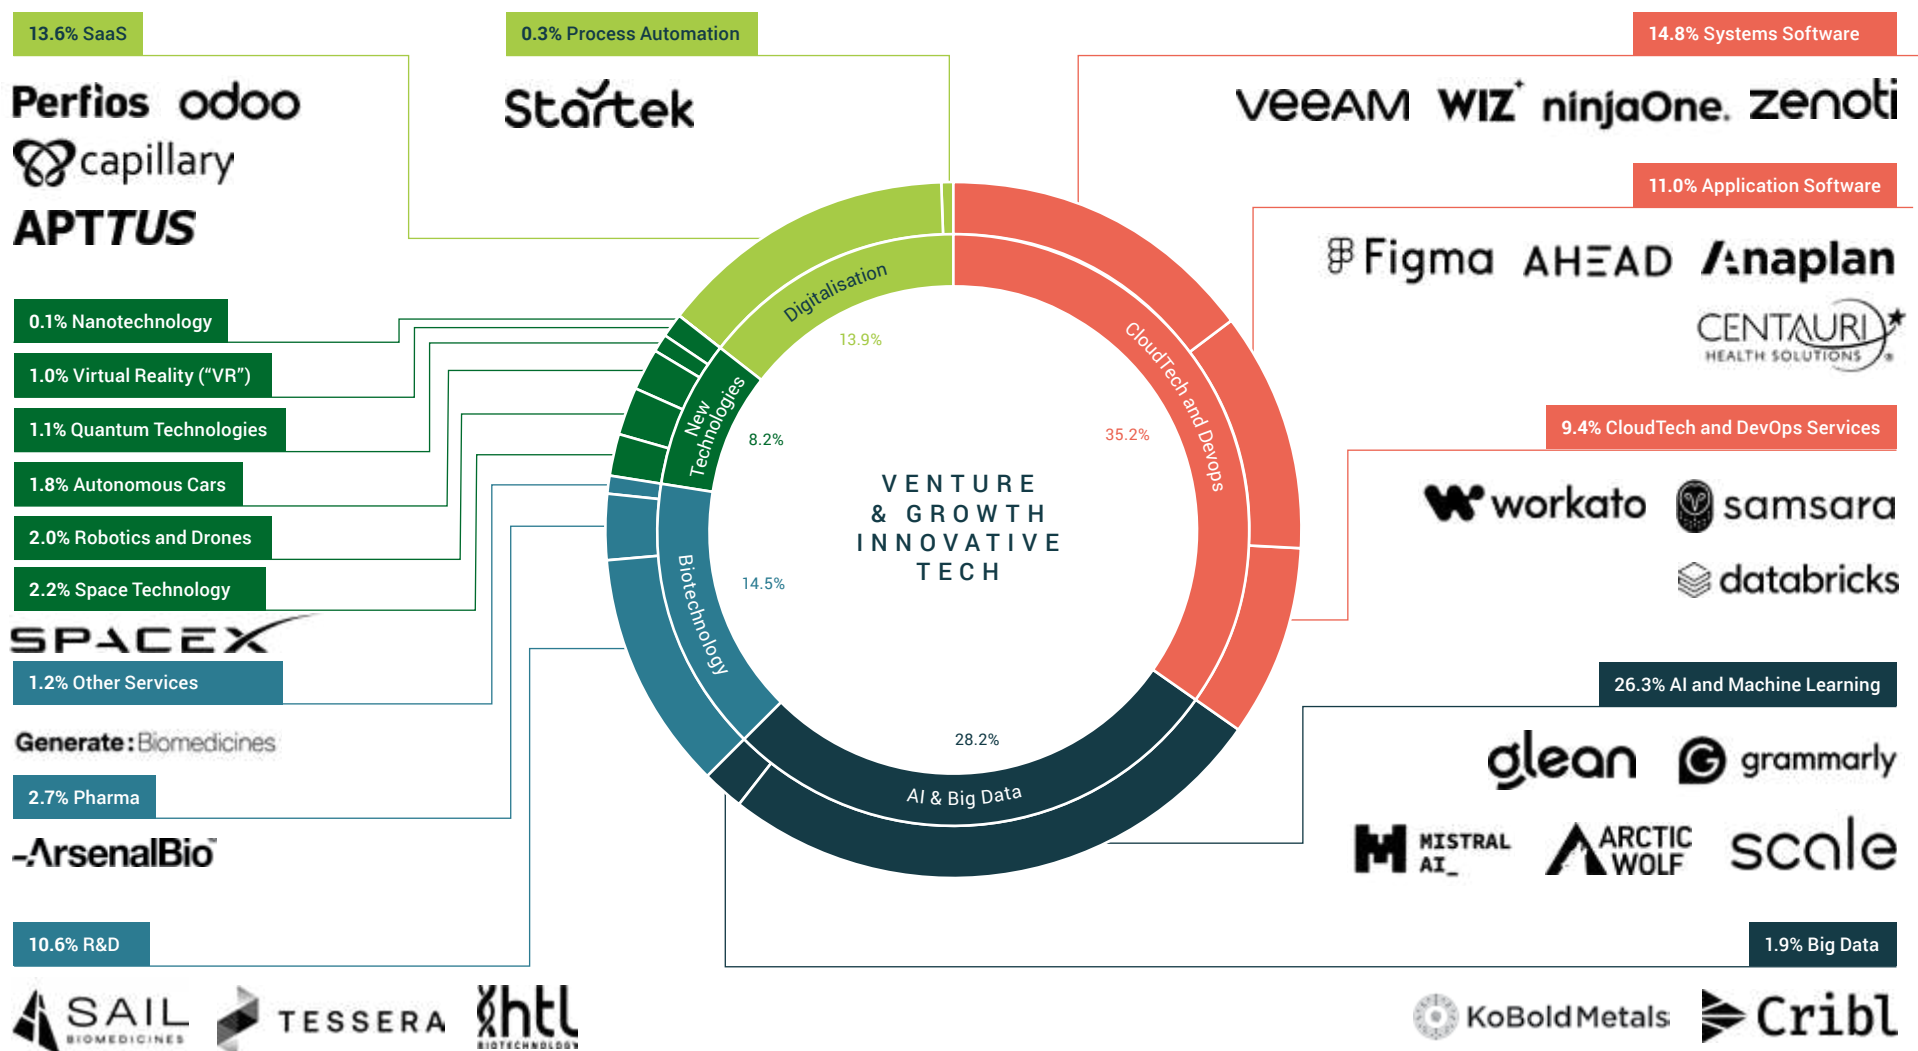 13.6% SaaS
Perfios odoo
capillary
APTTUS
0.3% Process Automation
Startek
14.8% Systems Software
veeAM WIZ ninjaOne. zenoti
11.0% Application Software
Figma AHEAD Anaplan
CENTAURI
HEALTH SOLUTIONS ®
9.4% CloudTech and DevOps Services
workato samsara
databricks
26.3% AI and Machine Learning
glean G grammarly
MISTRAL
AI_
ARCTIC
WOLF
scale
1.9% Big Data
KoBold Metals Cribl
0.1% Nanotechnology
1.0% Virtual Reality (“VR”)
1.1% Quantum Technologies
1.8% Autonomous Cars
2.0% Robotics and Drones
2.2% Space Technology
SPACEX
1.2% Other Services
Generate:Biomedicines
2.7% Pharma
ArsenalBio™
10.6% R&D
SAIL
BIOMEDICINES
TESSERA
htl
BIOTECHNOLOGY
Digitalisation
13.9%
CloudTech and Devops
35.2%
New
Technologies
8.2%
Biotechnology
14.5%
AI & Big Data
28.2%
VENTURE
& GROWTH
INNOVATIVE
TECH